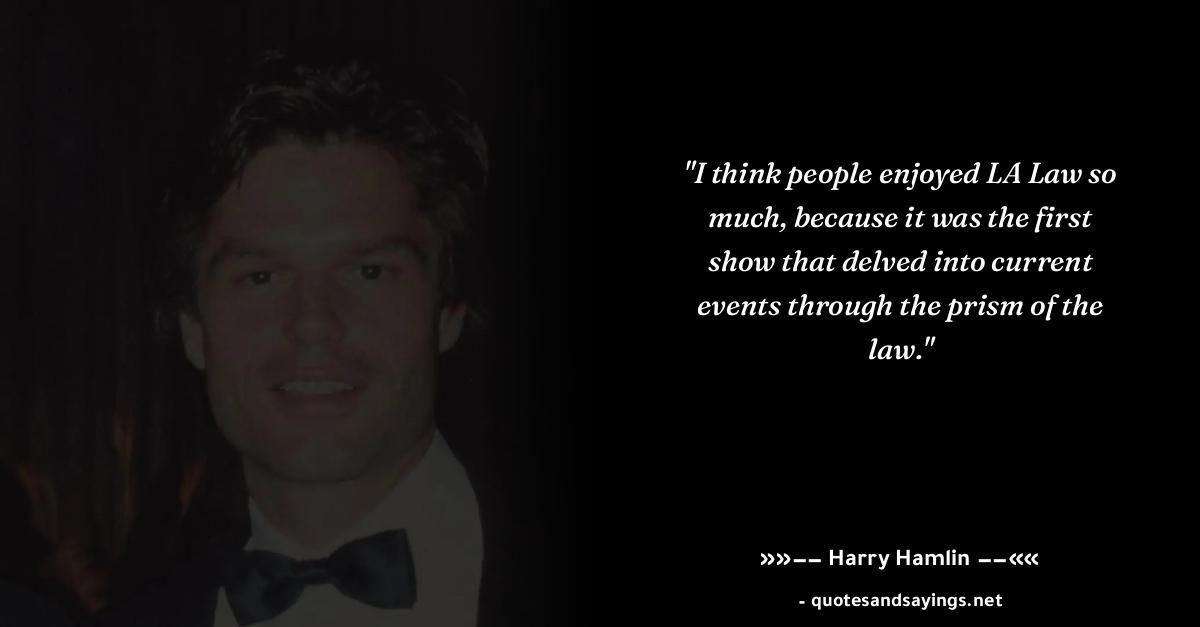 "I think people enjoyed LA Law so
much, because it was the first
show that delved into current
events through the prism of the
law."
»»−− Harry Hamlin −−««
- quotesandsayings.net